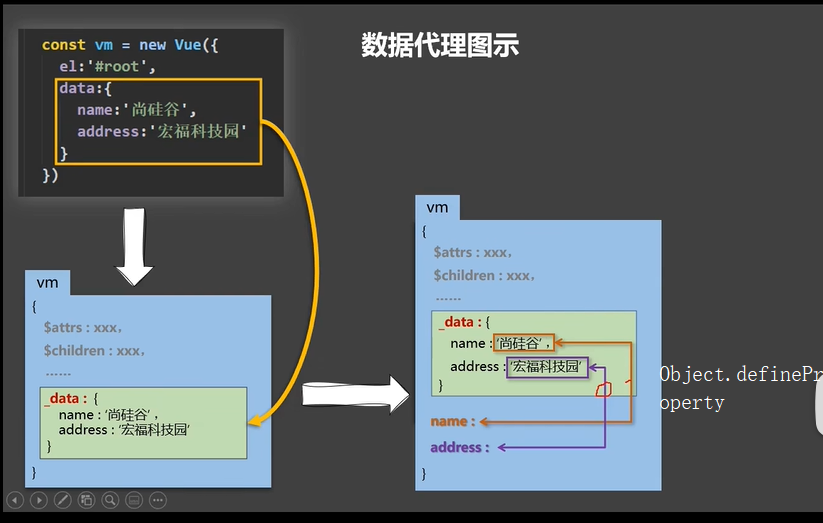 数据代理图示
const vm = new Vue({
el:'#root',
data:{
name:'尚硅谷',
address:'宏福科技园'
}
})
vm
{
$attrs : xxx,
$children : xxx,
......
_data : {
name : '尚硅谷' ,
address : '宏福科技园'
}
}
vm
{
$attrs : xxx,
$children : xxx,
......
_data : {
name : '尚硅谷' ,
address : '宏福科技园'
}
name :
address :
}
Object.definePr
operty